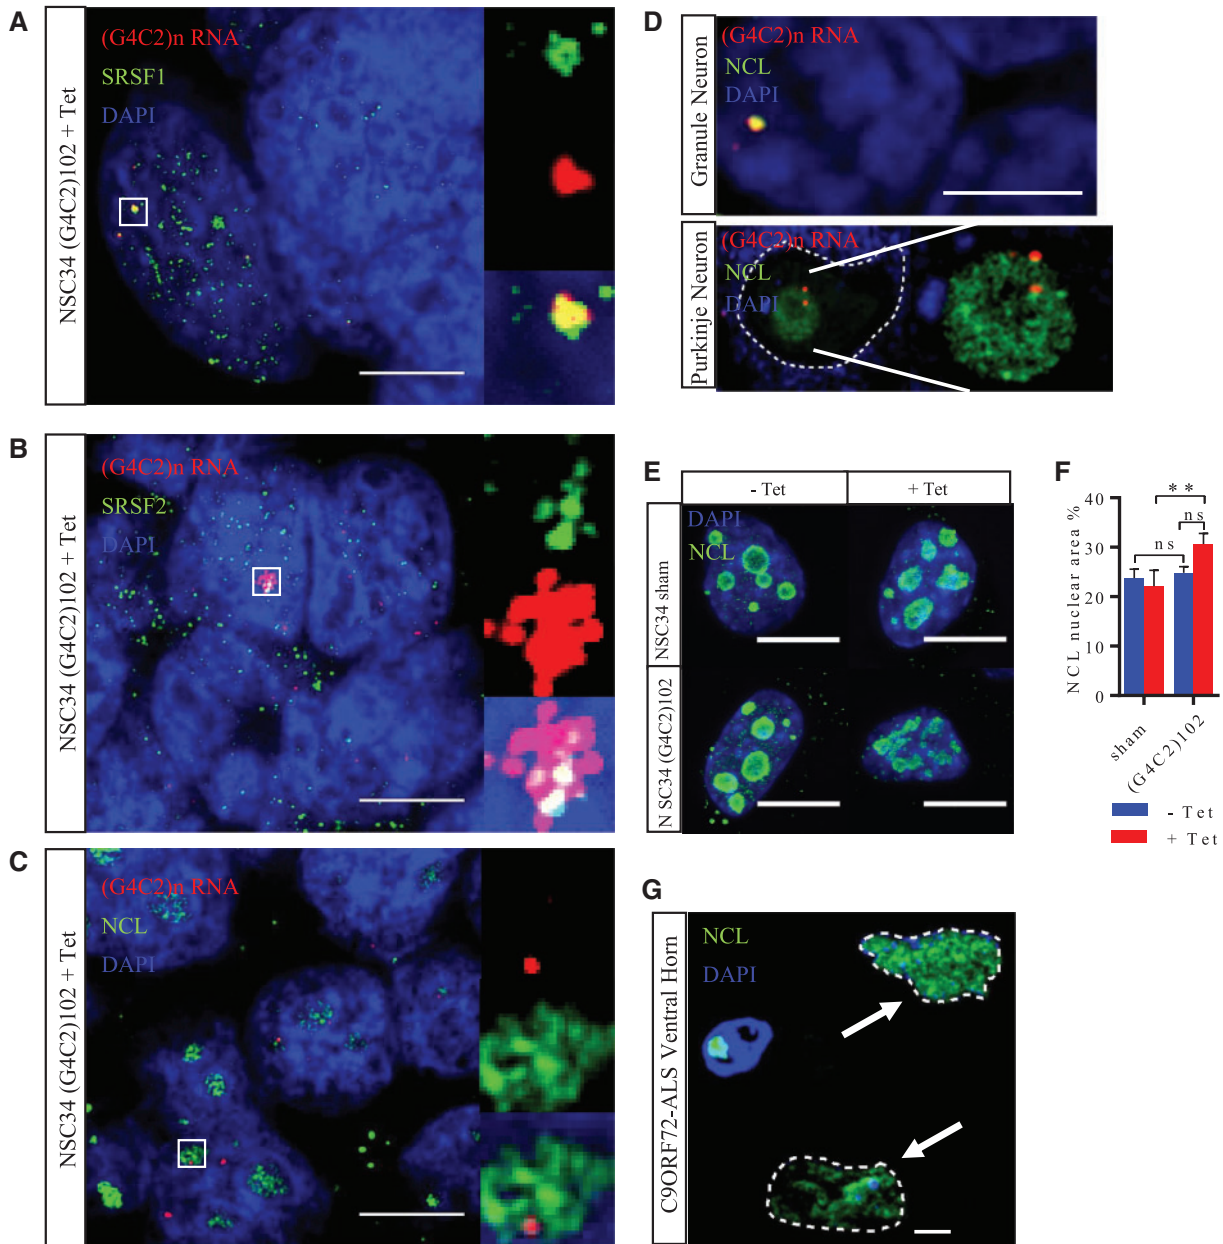 A
NSC34 (G4C2)102 + Tet
(G4C2)n RNA
SRSF1
DAPI
B
NSC34 (G4C2)102 + Tet
(G4C2)n RNA
SRSF2
DAPI
C
NSC34 (G4C2)102 + Tet
(G4C2)n RNA
NCL
DAPI
D
Granule Neuron
(G4C2)n RNA
NCL
DAPI
Purkinje Neuron
(G4C2)n RNA
NCL
DAPI
E
- Tet
+ Tet
NSC34 sham
DAPI
NCL
N SC34 (G4C2)102
F
NCL nuclear area %
40
30
20
10
0
* *
ns
ns
sham
(G4C2)102
- Tet
+ Tet
G
C9ORF72-ALS Ventral Horn
NCL
DAPI